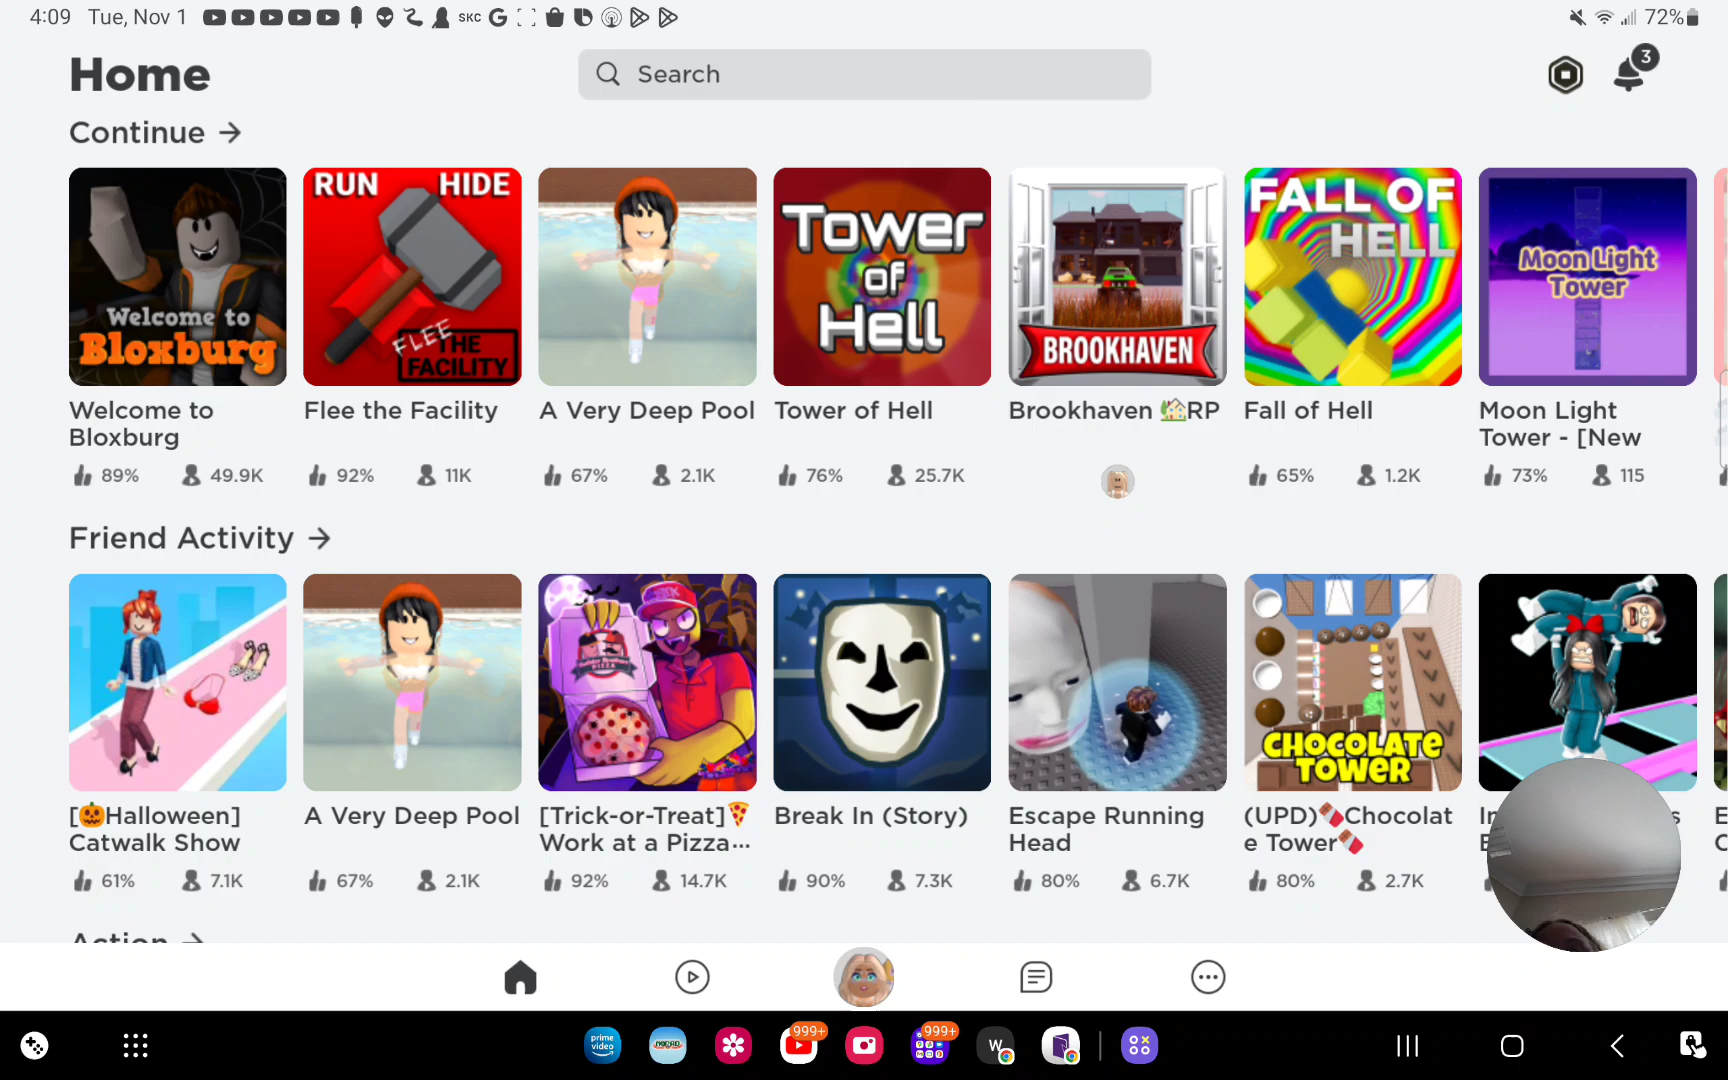 4:09 Tue, Nov 1 SKC G 72%
Home
Search
3
Continue →
Welcome to
Bloxburg
RUN HIDE
FLEE
THE
FACILITY
Tower
of
Hell
BROOKHAVEN
FALL OF
HELL
Moon Light
Tower
Welcome to Flee the Facility A Very Deep Pool Tower of Hell Brookhaven 🏡RP Fall of Hell Moon Light
Bloxburg Tower - [New
89% 49.9K 92% 11K 67% 2.1K 76% 25.7K 65% 1.2K 73% 115
Friend Activity →
PIZZA
CHOCOLATE
TOWER
[🎃Halloween] A Very Deep Pool [Trick-or-Treat]🍕 Break In (Story) Escape Running (UPD)🍫Chocolat
Catwalk Show Work at a Pizza... Head e Tower🍫
61% 7.1K 67% 2.1K 92% 14.7K 90% 7.3K 80% 6.7K 80% 2.7K
Action →
prime
video
999+
999+
W